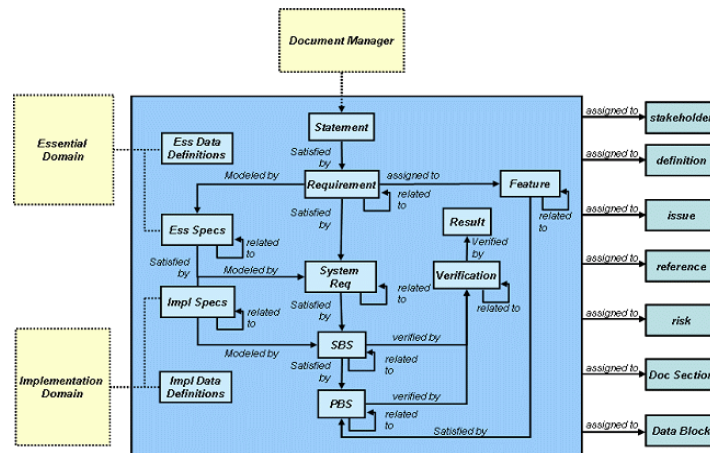 Document Manager
Essential
Domain
Ess Data
Definitions
Statement
Satisfied
by
Modeled by
Requirement
assigned to
Feature
related
to
related
to
Satisfied
by
Ess Specs
related
to
Result
Verified
by
Satisfied
by
Modeled by
System
Req
related
to
Verification
related to
Impl Specs
related
to
Satisfied
by
Modeled by
SBS
verified by
related
to
Satisfied
by
Implementation
Domain
Impl Data
Definitions
PBS
verified by
related
to
Satisfied by
assigned to
stakeholder
assigned to
definition
assigned to
issue
assigned to
reference
assigned to
risk
assigned to
Doc Section
assigned to
Data Block